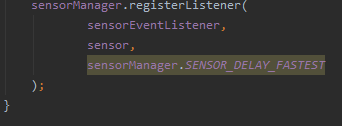 sensorManager.registerListener(
sensorEventListener,
sensor,
sensorManager.SENSOR_DELAY_FASTEST
);
}